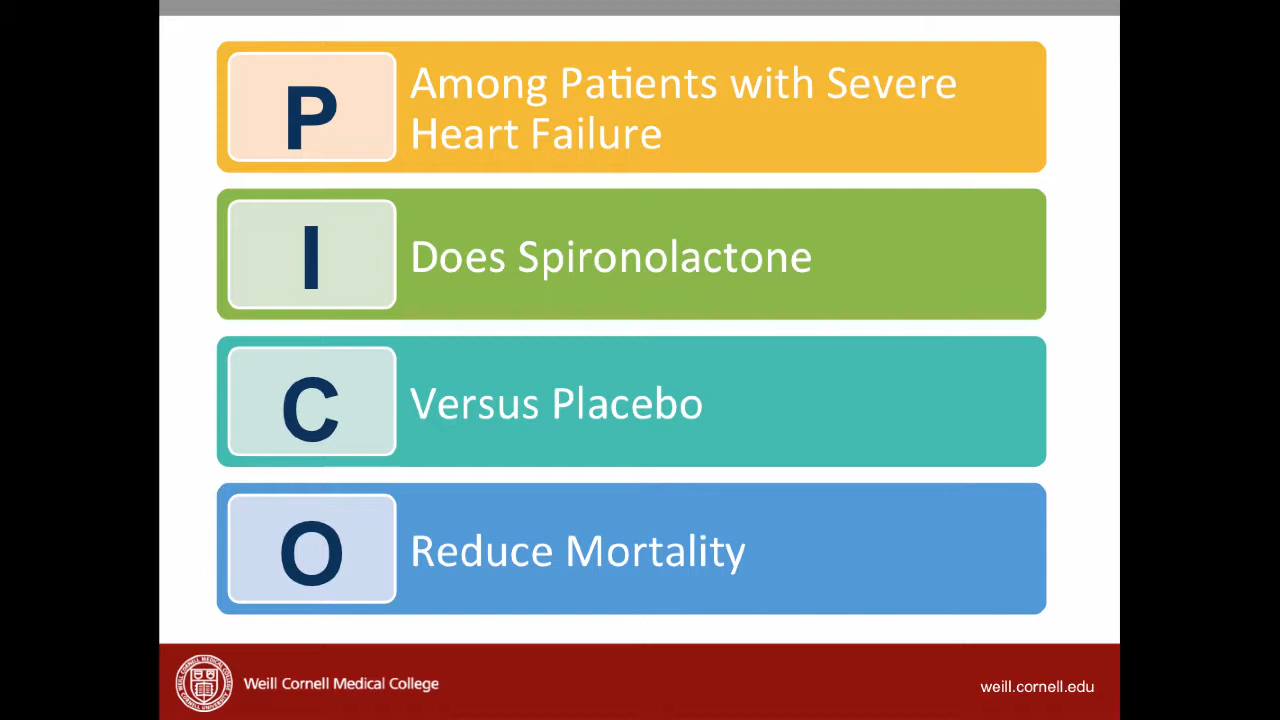 P
Among Patients with Severe
Heart Failure
I
Does Spironolactone
C
Versus Placebo
O
Reduce Mortality
Weill Cornell Medical College
weill.cornell.edu